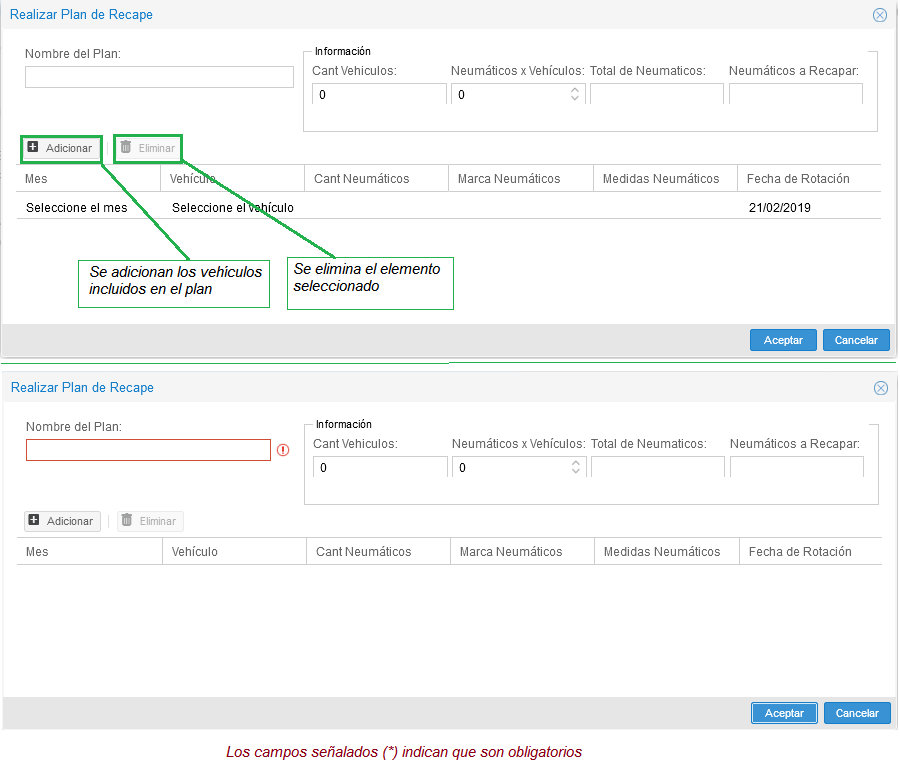 Realizar Plan de Recape
Nombre del Plan:
Información
Cant Vehiculos: Neumáticos x Vehículos: Total de Neumaticos: Neumáticos a Recapar:
0 0
Adicionar Eliminar
Mes Vehículo Cant Neumáticos Marca Neumáticos Medidas Neumáticos Fecha de Rotación
Seleccione el mes Seleccione el vehículo 21/02/2019
Se adicionan los vehículos
incluidos en el plan
Se elimina el elemento
seleccionado
Aceptar Cancelar
Realizar Plan de Recape
Nombre del Plan:
Información
Cant Vehiculos: Neumáticos x Vehículos: Total de Neumaticos: Neumáticos a Recapar:
0 0
Adicionar Eliminar
Mes Vehículo Cant Neumáticos Marca Neumáticos Medidas Neumáticos Fecha de Rotación
Aceptar Cancelar
Los campos señalados (*) indican que son obligatorios